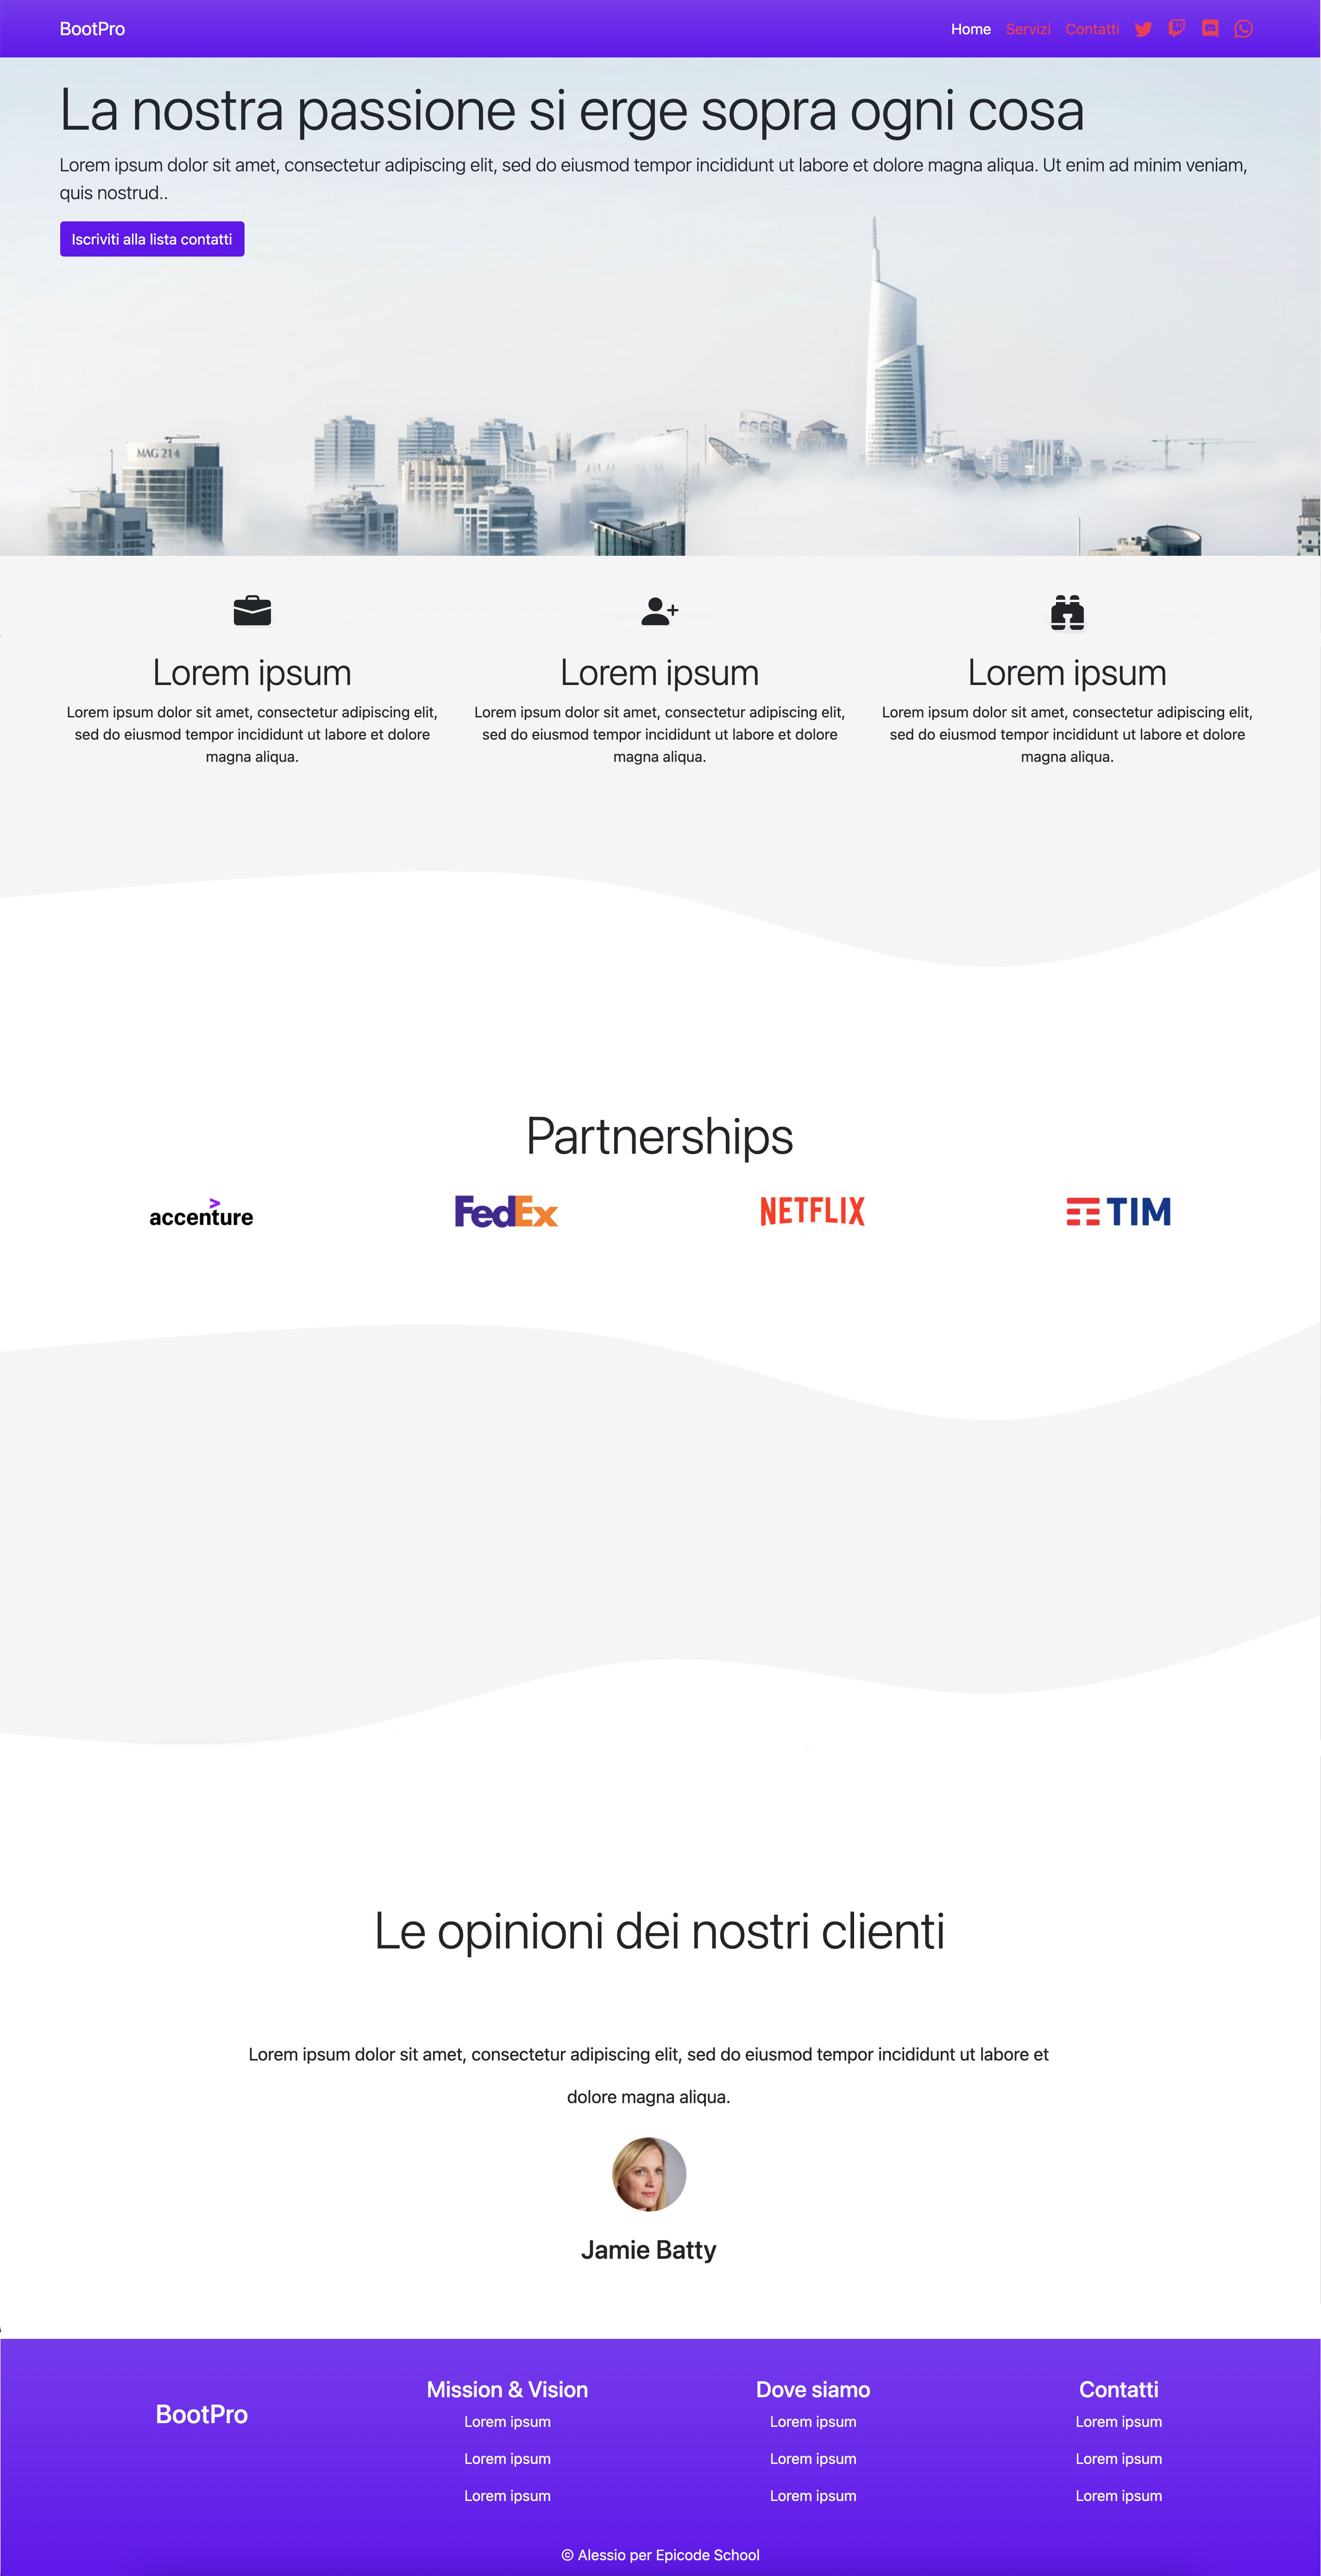 BootPro
Home Servizi Contatti
La nostra passione si erge sopra ogni cosa
Lorem ipsum dolor sit amet, consectetur adipiscing elit, sed do eiusmod tempor incididunt ut labore et dolore magna aliqua. Ut enim ad minim veniam,
quis nostrud..
Iscriviti alla lista contatti
MAG 214
Lorem ipsum
Lorem ipsum dolor sit amet, consectetur adipiscing elit,
sed do eiusmod tempor incididunt ut labore et dolore
magna aliqua.
Lorem ipsum
Lorem ipsum dolor sit amet, consectetur adipiscing elit,
sed do eiusmod tempor incididunt ut labore et dolore
magna aliqua.
Lorem ipsum
Lorem ipsum dolor sit amet, consectetur adipiscing elit,
sed do eiusmod tempor incididunt ut labore et dolore
magna aliqua.
Partnerships
accenture
FedEx
NETFLIX
TIM
Le opinioni dei nostri clienti
Lorem ipsum dolor sit amet, consectetur adipiscing elit, sed do eiusmod tempor incididunt ut labore et
dolore magna aliqua.
Jamie Batty
BootPro
Mission & Vision
Lorem ipsum
Lorem ipsum
Lorem ipsum
Dove siamo
Lorem ipsum
Lorem ipsum
Lorem ipsum
Contatti
Lorem ipsum
Lorem ipsum
Lorem ipsum
© Alessio per Epicode School